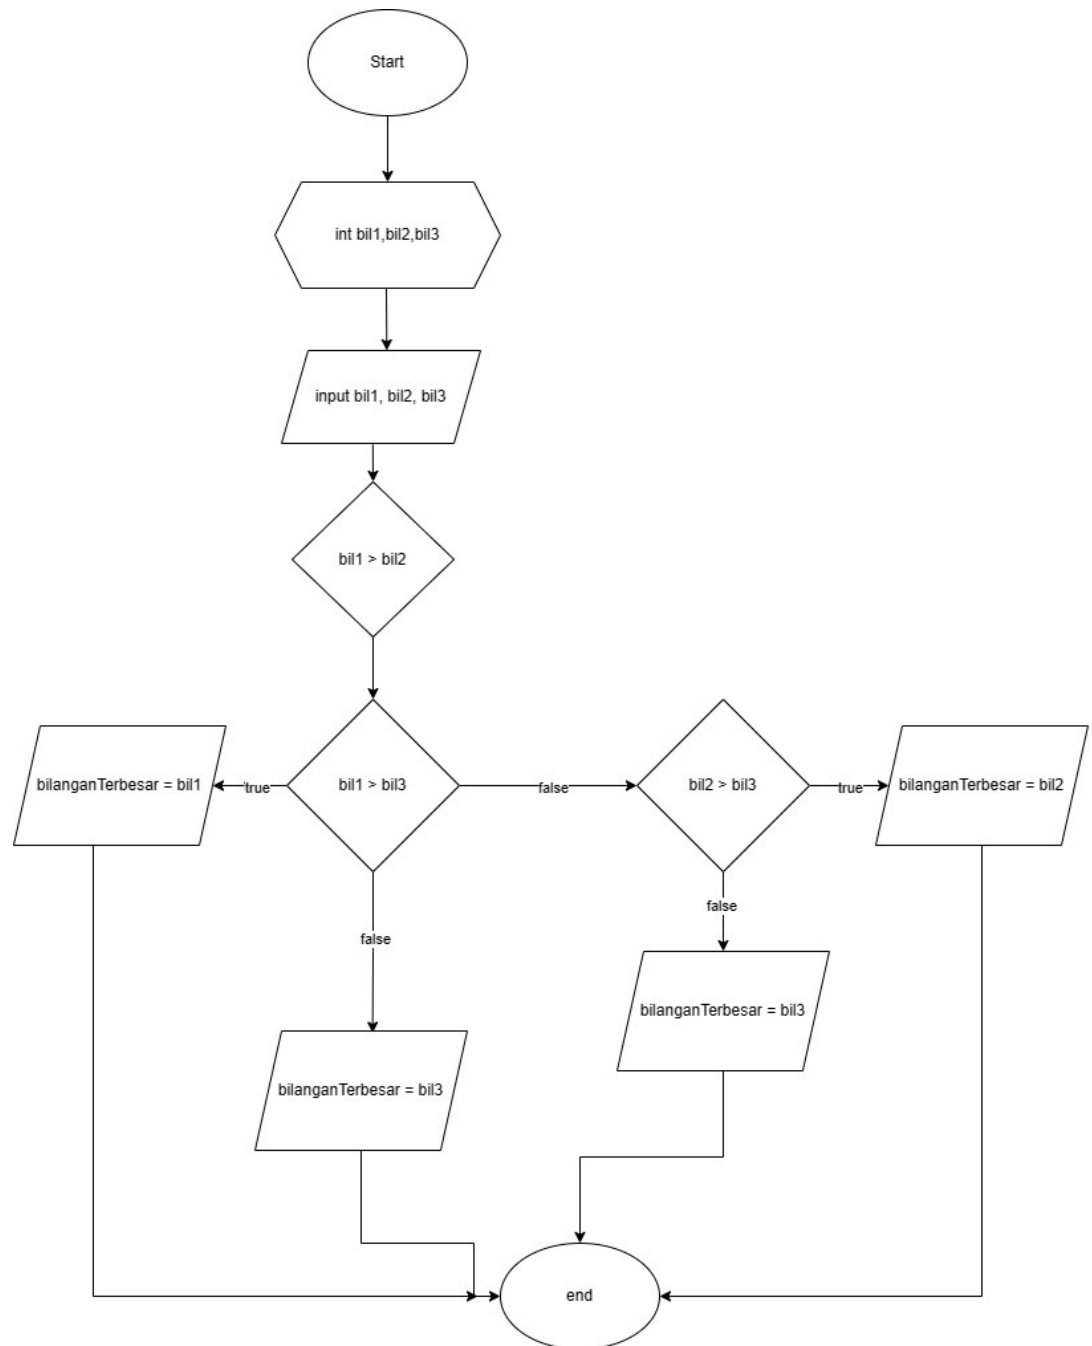 Start
int bil1,bil2,bil3
input bil1, bil2, bil3
bil1 > bil2
bilanganTerbesar = bil1
true
bil1 > bil3
false
bil2 > bil3
true
bilanganTerbesar = bil2
false
false
bilanganTerbesar = bil3
bilanganTerbesar = bil3
end